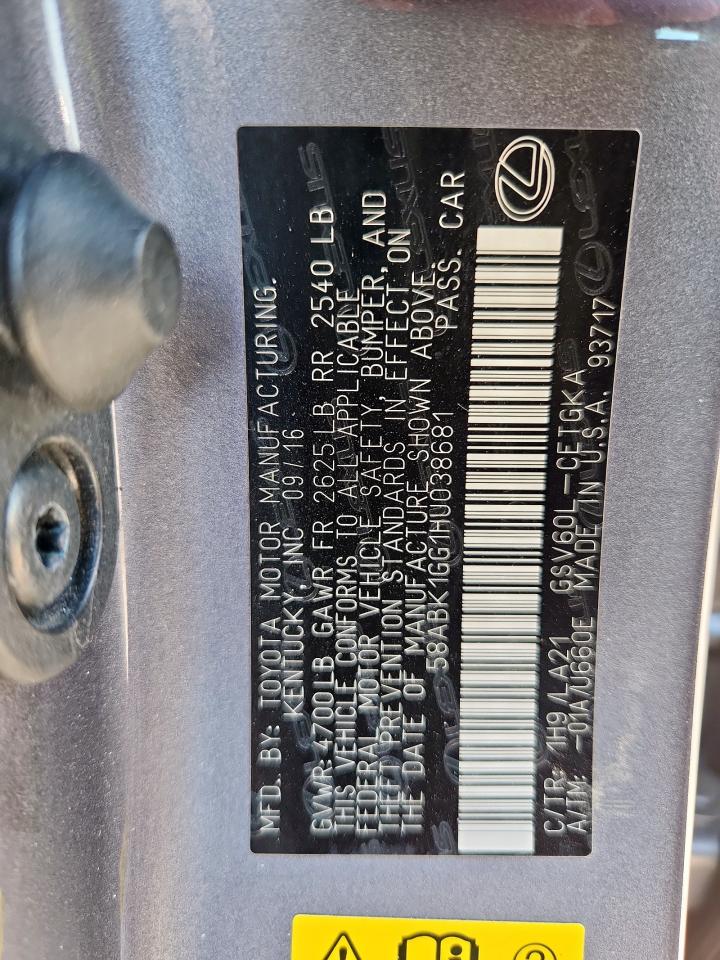 MFD. BY: TOYOTA MOTOR MANUFACTURING.
KENTUCKY, INC 09/16
GVWR: 4700 LB GAWR FR 2625 LB RR 2540 LB
THIS VEHICLE CONFORMS TO ALL APPLICABLE
FEDERAL MOTOR VEHICLE SAFETY, BUMPER, AND
THEFT PREVENTION STANDARDS IN EFFECT ON
THE DATE OF MANUFACTURE SHOWN ABOVE.
58ABK1GG1HU038681 PASS. CAR
C/TR: 1H9/LA21 GSV60L-CETGKA
A/TM: -01A/U660E MADE IN U.S.A. 93717